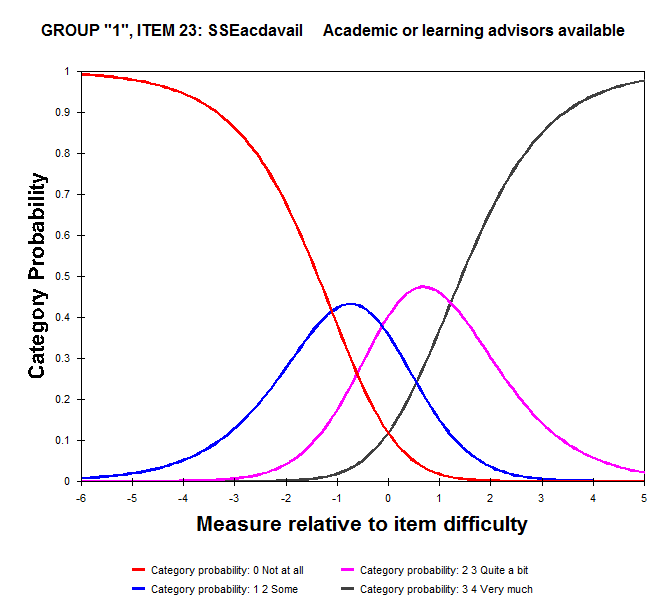 GROUP "1", ITEM 23: SSEacdavail Academic or learning advisors available
Category Probability
1
0.9
0.8
0.7
0.6
0.5
0.4
0.3
0.2
0.1
0
-6 -5 -4 -3 -2 -1 0 1 2 3 4 5
Measure relative to item difficulty
Category probability: 0 Not at all Category probability: 2 3 Quite a bit
Category probability: 1 2 Some Category probability: 3 4 Very much